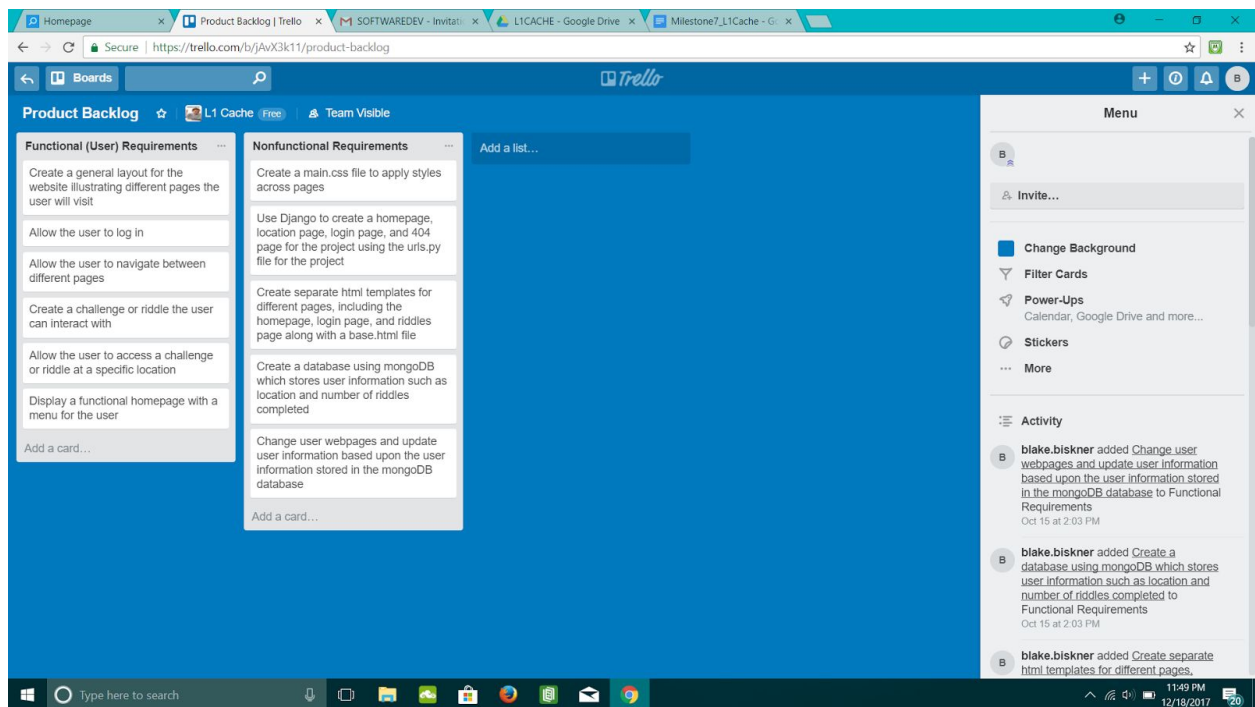 Homepage
Product Backlog | Trello
SOFTWAREDEV - Invitati
L1CACHE - Google Drive
Milestone7_L1Cache - Go
Secure | https://trello.com/b/jAvX3k11/product-backlog
Boards
Trello
B
Product Backlog
L1 Cache Free
Team Visible
Functional (User) Requirements
Create a general layout for the
website illustrating different pages the
user will visit
Allow the user to log in
Allow the user to navigate between
different pages
Create a challenge or riddle the user
can interact with
Allow the user to access a challenge
or riddle at a specific location
Display a functional homepage with a
menu for the user
Add a card...
Nonfunctional Requirements
Create a main.css file to apply styles
across pages
Use Django to create a homepage,
location page, login page, and 404
page for the project using the urls.py
file for the project
Create separate html templates for
different pages, including the
homepage, login page, and riddles
page along with a base.html file
Create a database using mongoDB
which stores user information such as
location and number of riddles
completed
Change user webpages and update
user information based upon the user
information stored in the mongoDB
database
Add a card...
Add a list...
Menu
B
Invite...
Change Background
Filter Cards
Power-Ups
Calendar, Google Drive and more...
Stickers
More
Activity
B
blake.biskner added Change user
webpages and update user information
based upon the user information stored
in the mongoDB database to Functional
Requirements
Oct 15 at 2:03 PM
B
blake.biskner added Create a
database using mongoDB which stores
user information such as location and
number of riddles completed to
Functional Requirements
Oct 15 at 2:03 PM
B
blake.biskner added Create separate
html templates for different pages,
Type here to search
11:49 PM
12/18/2017
20